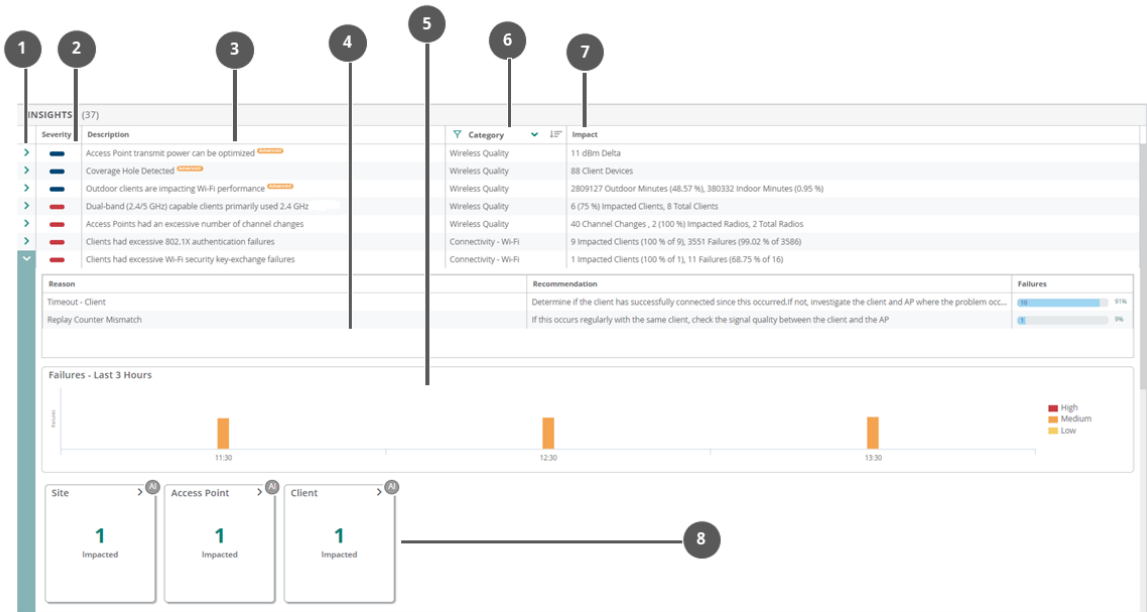 1 2 3 4 5 6 7
INSIGHTS (37)
Severity Description Category Impact
Access Point transmit power can be optimized Advanced Wireless Quality 11 dBm Delta
Coverage Hole Detected Advanced Wireless Quality 88 Client Devices
Outdoor clients are impacting Wi-Fi performance Advanced Wireless Quality 2809127 Outdoor Minutes (48.57 %), 380332 Indoor Minutes (0.95 %)
Dual-band (2.4/5 GHz) capable clients primarily used 2.4 GHz Wireless Quality 6 (75 %) Impacted Clients, 8 Total Clients
Access Points had an excessive number of channel changes Wireless Quality 40 Channel Changes , 2 (100 %) Impacted Radios, 2 Total Radios
Clients had excessive 802.1X authentication failures Connectivity - Wi-Fi 9 Impacted Clients (100 % of 9), 3551 Failures (99.02 % of 3586)
Clients had excessive Wi-Fi security key-exchange failures Connectivity - Wi-Fi 1 Impacted Clients (100 % of 1), 11 Failures (68.75 % of 16)
Reason Recommendation Failures
Timeout - Client Determine if the client has successfully connected since this occurred.If not, investigate the client and AP where the problem occ... 10 91%
Replay Counter Mismatch If this occurs regularly with the same client, check the signal quality between the client and the AP 1 9%
Failures - Last 3 Hours
Failures
High
Medium
Low
11:30 12:30 13:30
Site AI Access Point AI Client AI
1 1 1
Impacted Impacted Impacted
8